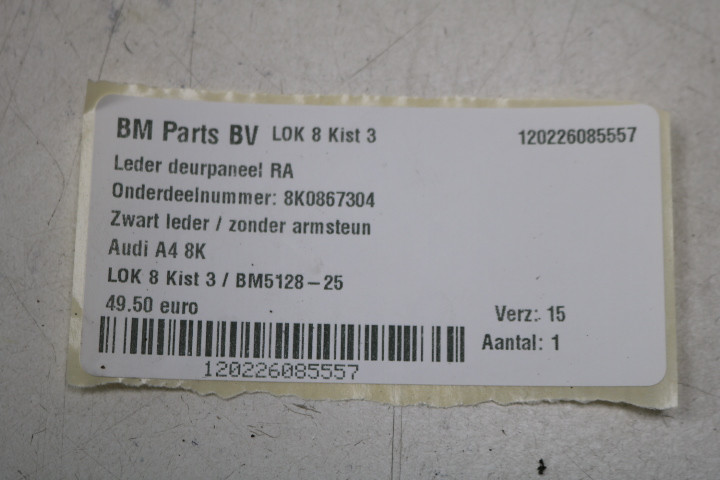 BM Parts BV LOK 8 Kist 3 120226085557
Leder deurpaneel RA
Onderdeelnummer: 8K0867304
Zwart leder / zonder armsteun
Audi A4 8K
LOK 8 Kist 3 / BM5128-25
49.50 euro
Verz: 15
Aantal: 1
120226085557